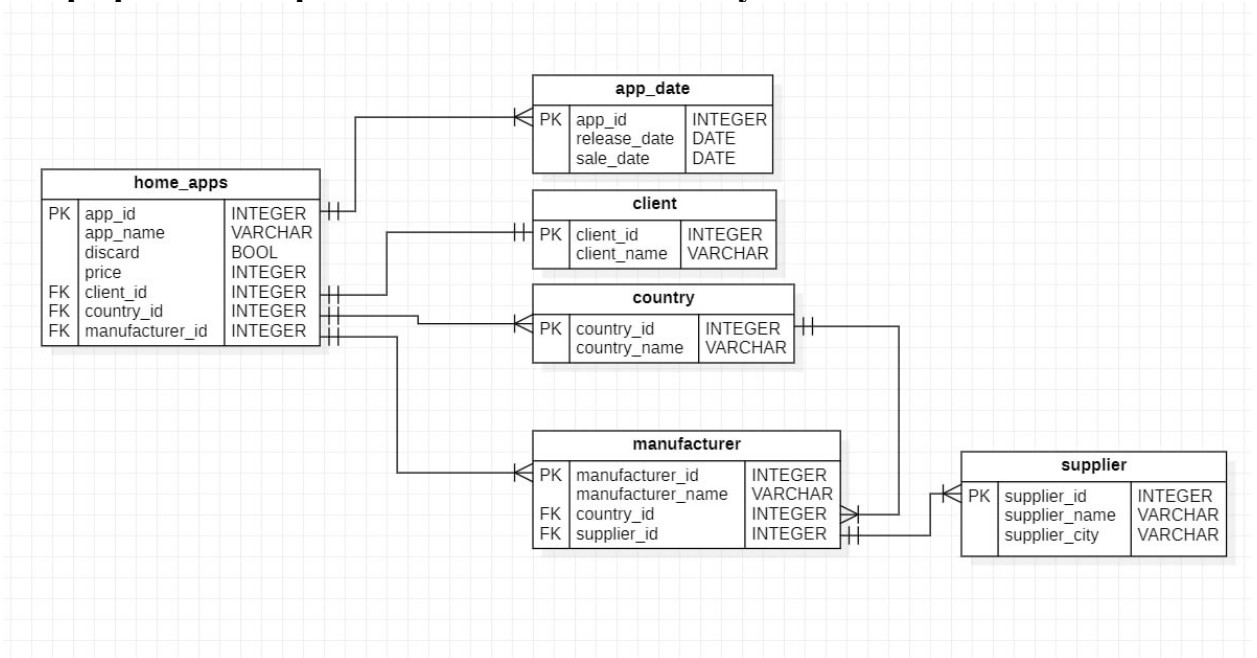 app_date
PK app_id INTEGER
release_date DATE
sale_date DATE
home_apps
PK app_id INTEGER
app_name VARCHAR
discard BOOL
price INTEGER
FK client_id INTEGER
FK country_id INTEGER
FK manufacturer_id INTEGER
client
PK client_id INTEGER
client_name VARCHAR
country
PK country_id INTEGER
country_name VARCHAR
manufacturer
PK manufacturer_id INTEGER
manufacturer_name VARCHAR
FK country_id INTEGER
FK supplier_id INTEGER
supplier
PK supplier_id INTEGER
supplier_name VARCHAR
supplier_city VARCHAR